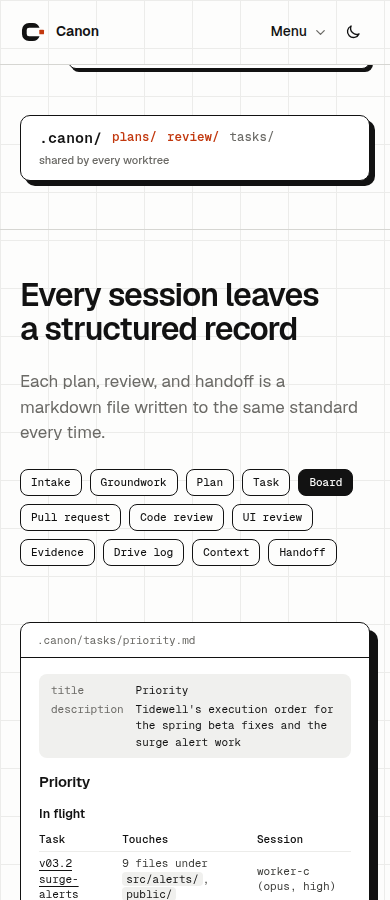 Canon
Menu
.canon/ plans/ review/ tasks/
shared by every worktree
Every session leaves
a structured record
Each plan, review, and handoff is a
markdown file written to the same standard
every time.
Intake Groundwork Plan Task Board
Pull request Code review UI review
Evidence Drive log Context Handoff
.canon/tasks/priority.md
title Priority
description Tidewell's execution order for
the spring beta fixes and the
surge alert work
Priority
In flight
Task Touches Session
v03.2 9 files under worker-c
surge- src/alerts/, (opus, high)
alerts public/